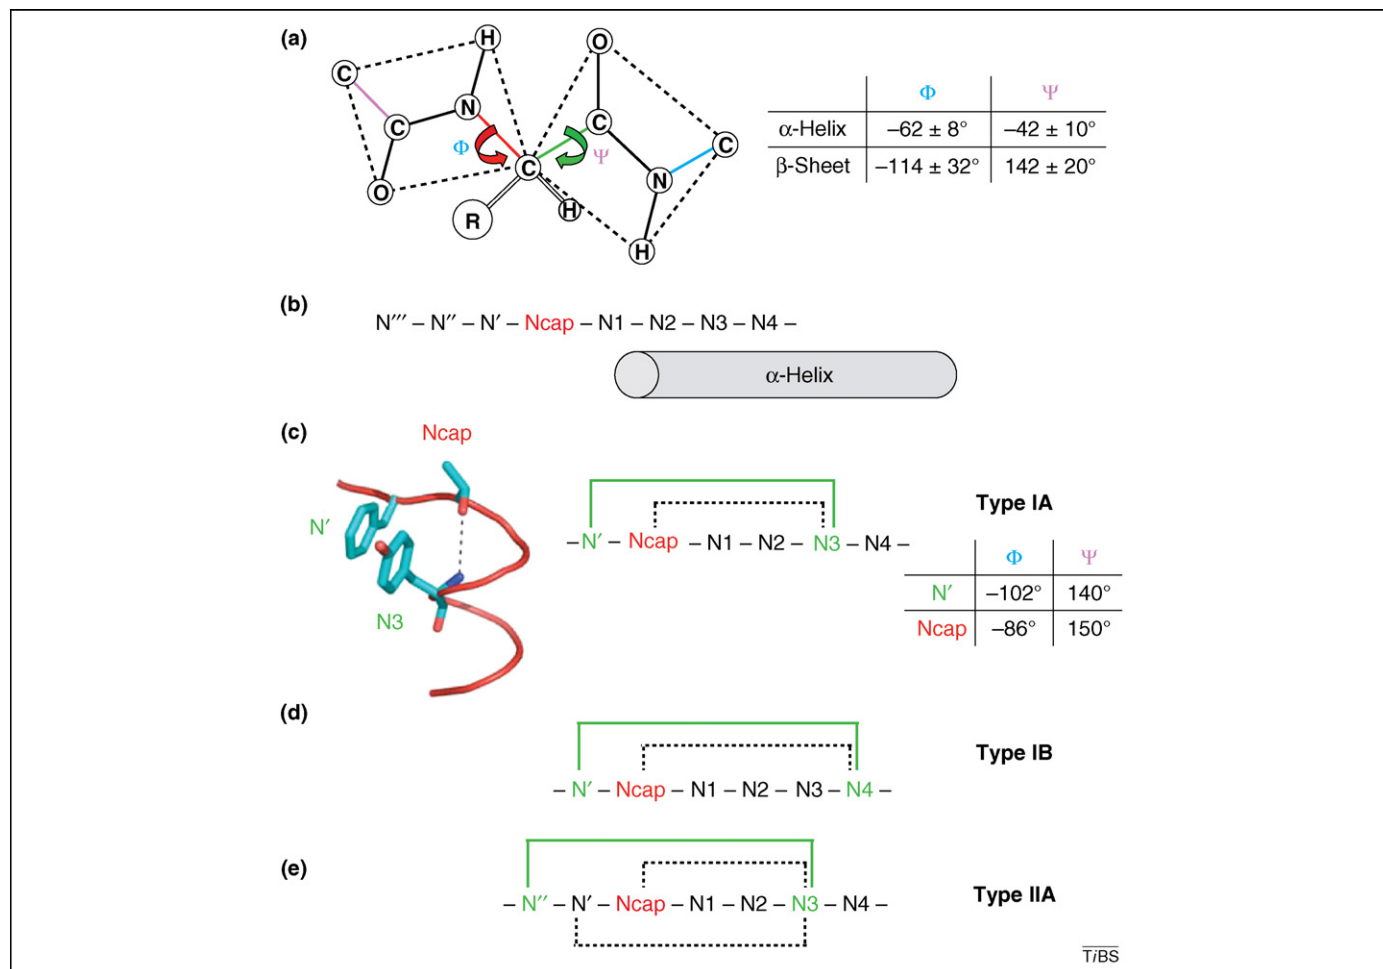 (a)
H
O
C
N
C
C
C
Φ
Ψ
C
N
O
R
H
H
Φ Ψ
α-Helix –62 ± 8° –42 ± 10°
β-Sheet –114 ± 32° 142 ± 20°
(b)
N′′′ – N′′ – N′ – Ncap – N1 – N2 – N3 – N4 –
α-Helix
(c)
Ncap
N′
N3
– N′ – Ncap – N1 – N2 – N3 – N4 –
Type IA
Φ Ψ
N′ –102° 140°
Ncap –86° 150°
(d)
– N′ – Ncap – N1 – N2 – N3 – N4 –
Type IB
(e)
– N′′ – N′ – Ncap – N1 – N2 – N3 – N4 –
Type IIA
TiBS